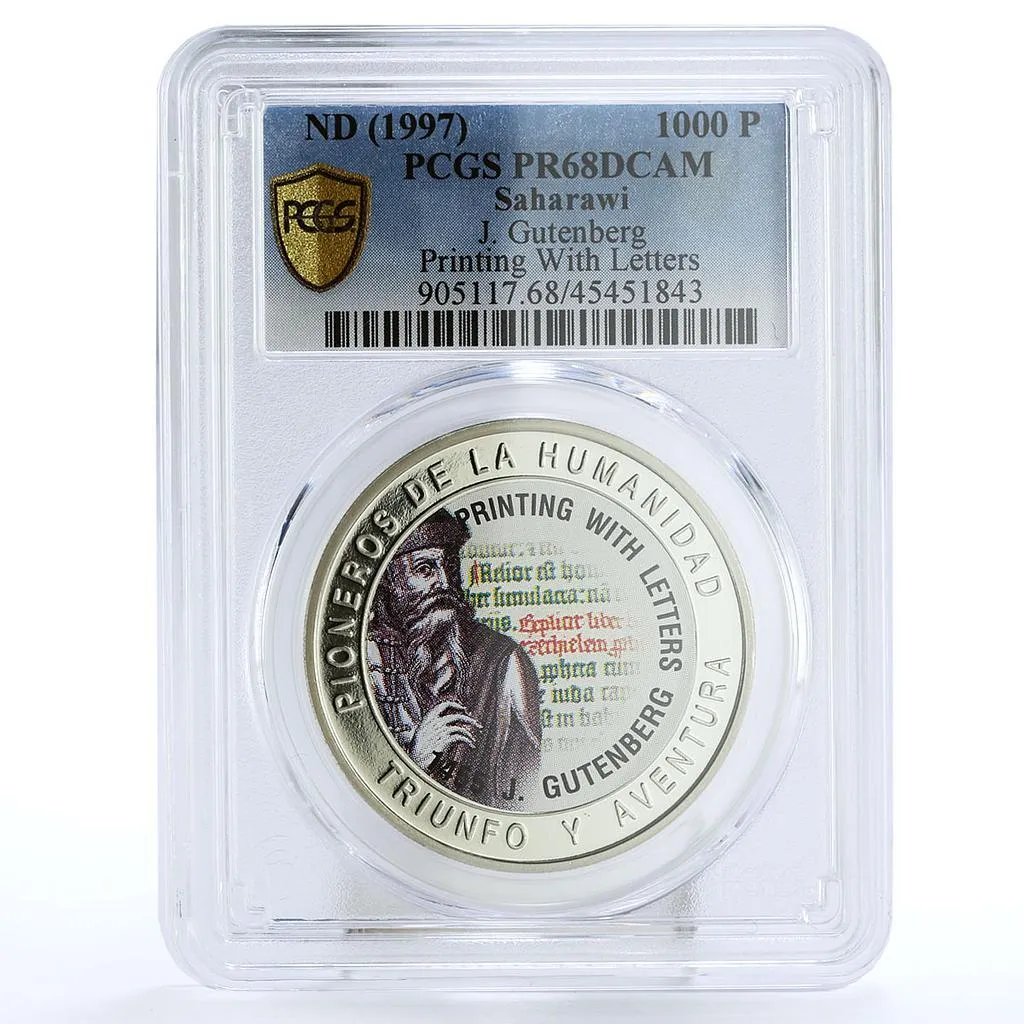 ND (1997) 1000 P
PCGS PR68DCAM
Saharawi
J. Gutenberg
Printing With Letters
905117.68/45451843
PCGS
PIONEROS DE LA HUMANIDAD
TRIUNFO Y AVENTURA
PRINTING WITH LETTERS
J. GUTENBERG